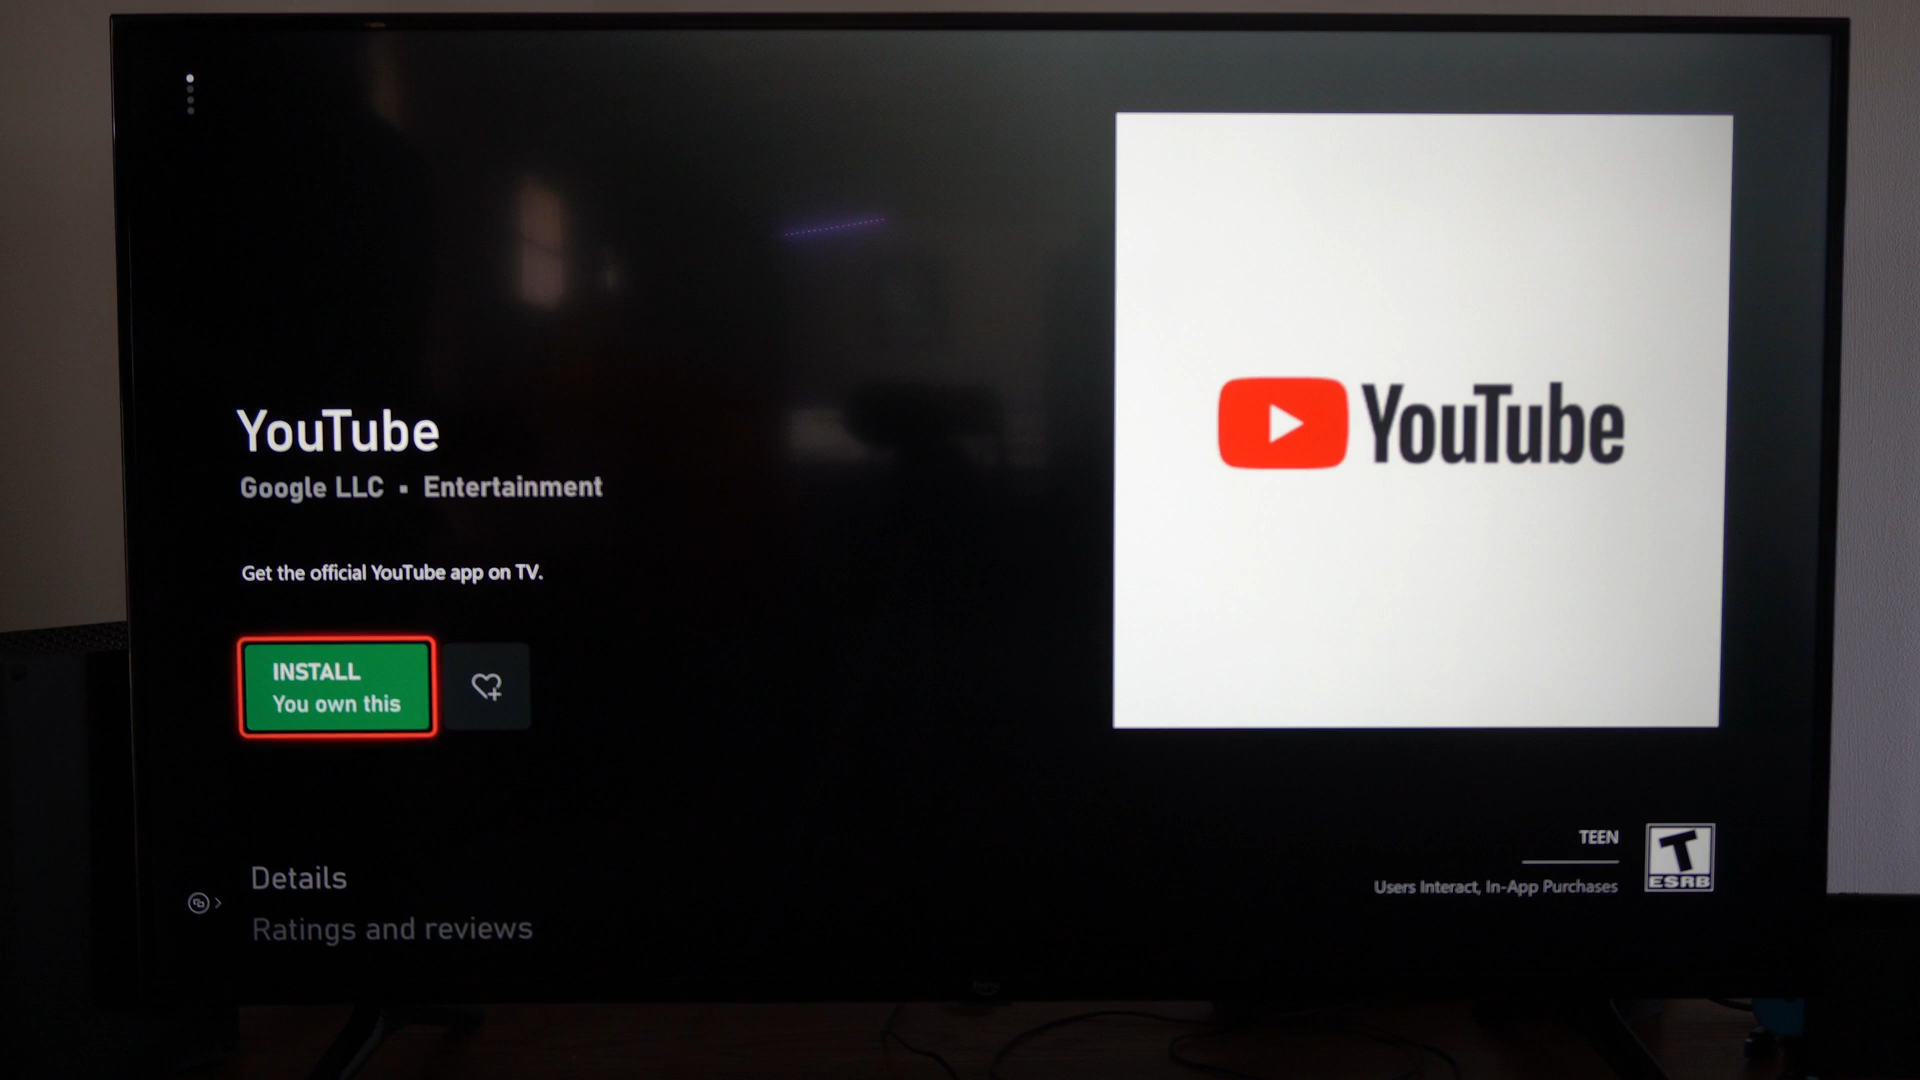 YouTube
Google LLC ▪ Entertainment
Get the official YouTube app on TV.
INSTALL
You own this
Details
Ratings and reviews
YouTube
TEEN
Users Interact, In-App Purchases
T
ESRB